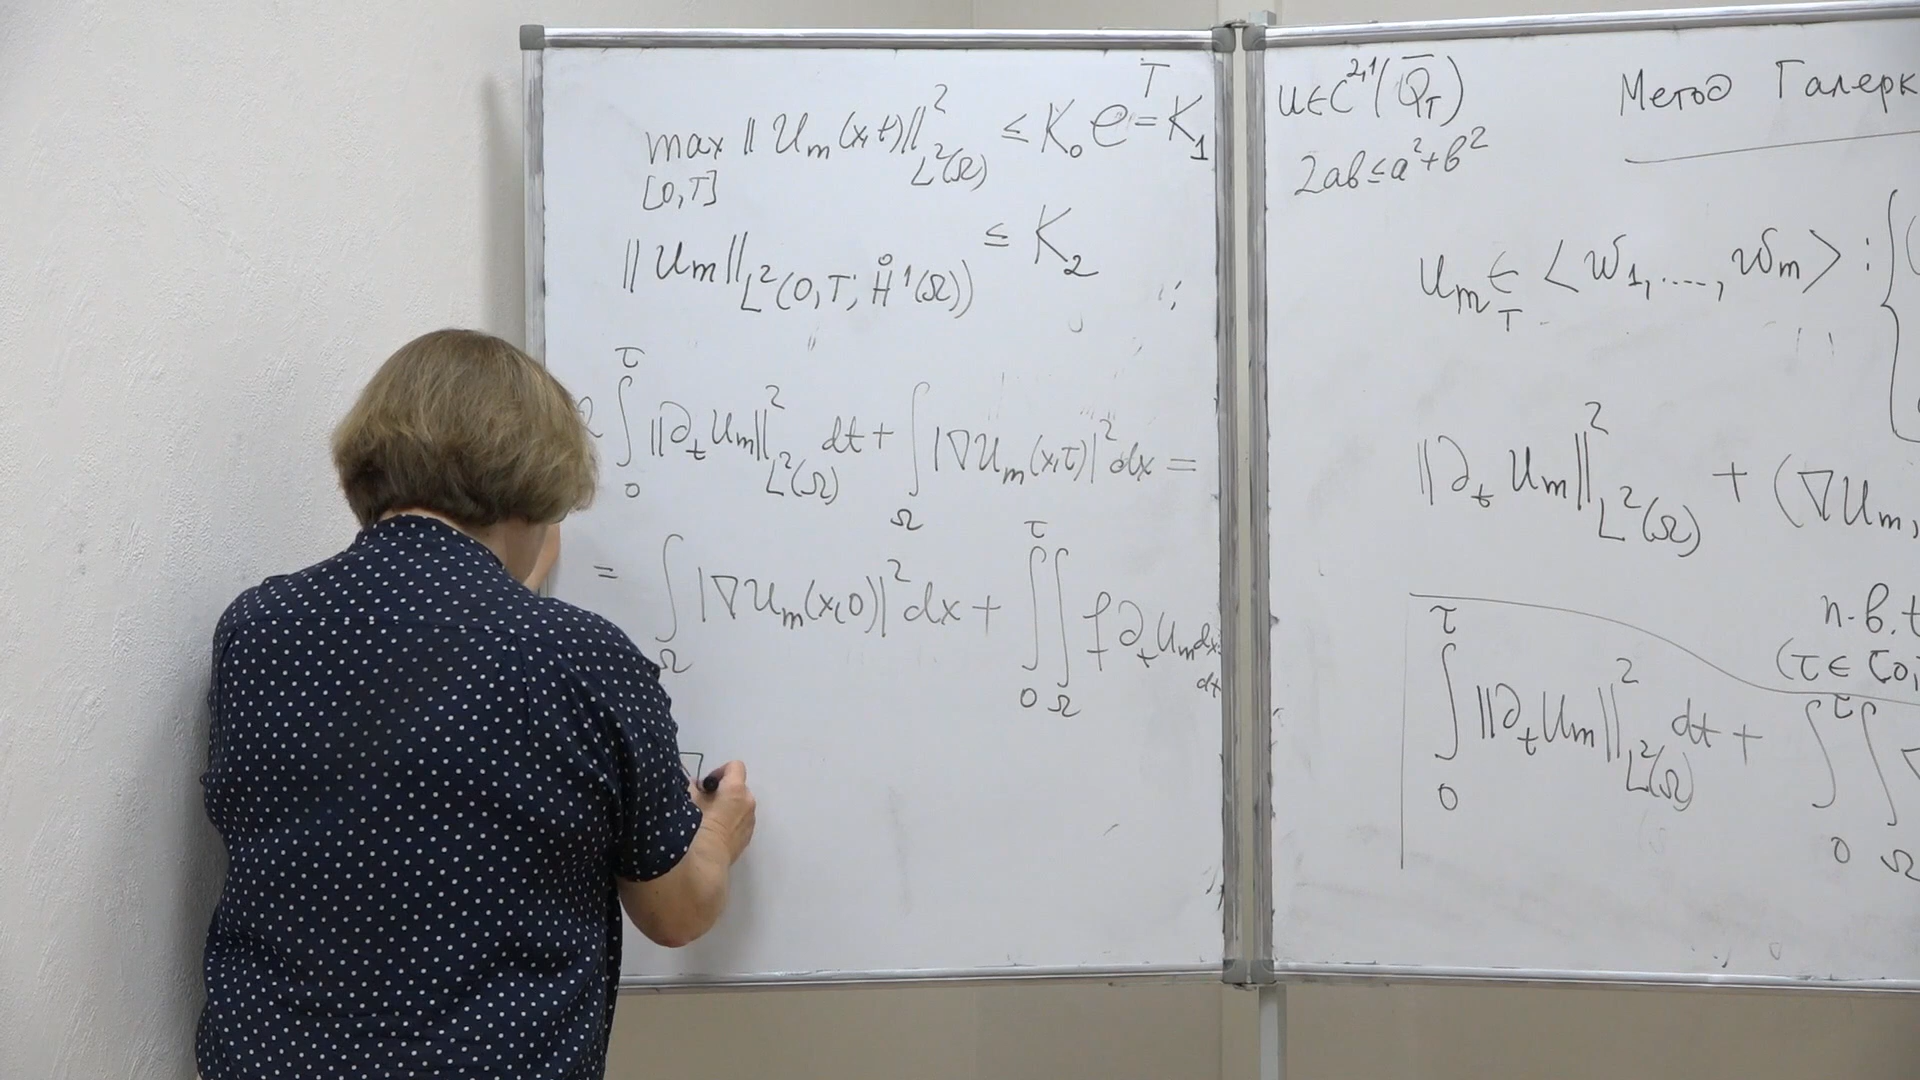 max ‖ u_m(x,t)‖²_{L²(Ω)} ≤ K₀ e^T = K₁
[0,T]
‖ u_m ‖_{L²(0,T; H̊¹(Ω))} ≤ K₂
∫₀^τ ‖∂_t u_m‖²_{L²(Ω)} dt + ∫_Ω |∇u_m(x,τ)|² dx =
= ∫_Ω |∇u_m(x,0)|² dx + ∫₀^τ ∫_Ω f ∂_t u_m dx dt
∇
u ∈ C^{2,1}(Q̄_T)
2ab ≤ a² + b²
Метод Галерк
u_m ∈_T ⟨w₁, ...., w_m⟩ : {
‖∂_t u_m‖²_{L²(Ω)} + (∇u_m,
п.в. t
(τ ∈ [0,
∫₀^τ ‖∂_t u_m‖²_{L²(Ω)} dt + ∫₀^τ ∫_Ω